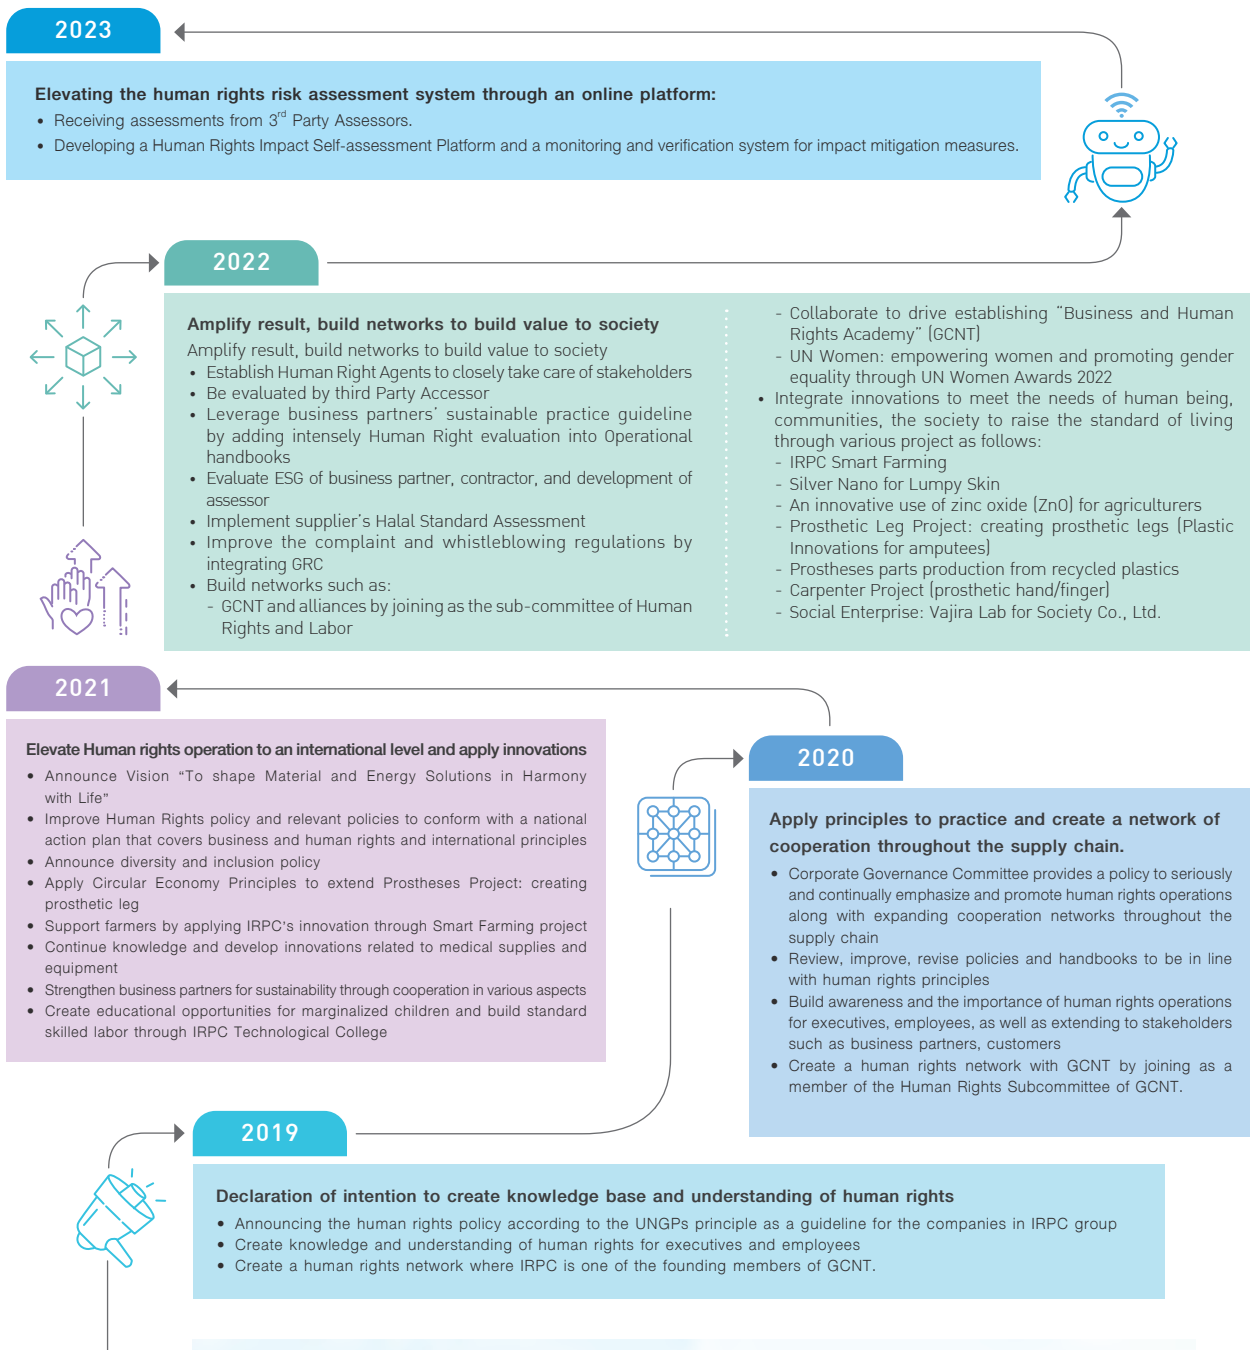 2023
Elevating the human rights risk assessment system through an online platform:
• Receiving assessments from 3rd Party Assessors.
• Developing a Human Rights Impact Self-assessment Platform and a monitoring and verification system for impact mitigation measures.
2022
Amplify result, build networks to build value to society
Amplify result, build networks to build value to society
• Establish Human Right Agents to closely take care of stakeholders
• Be evaluated by third Party Accessor
• Leverage business partners' sustainable practice guideline
by adding intensely Human Right evaluation into Operational
handbooks
• Evaluate ESG of business partner, contractor, and development of
assessor
• Implement supplier's Halal Standard Assessment
• Improve the complaint and whistleblowing regulations by
integrating GRC
• Build networks such as:
- GCNT and alliances by joining as the sub-committee of Human
Rights and Labor
- Collaborate to drive establishing "Business and Human
Rights Academy" (GCNT)
- UN Women: empowering women and promoting gender
equality through UN Women Awards 2022
• Integrate innovations to meet the needs of human being,
communities, the society to raise the standard of living
through various project as follows:
- IRPC Smart Farming
- Silver Nano for Lumpy Skin
- An innovative use of zinc oxide (ZnO) for agriculturers
- Prosthetic Leg Project: creating prosthetic legs (Plastic
Innovations for amputees)
- Prostheses parts production from recycled plastics
- Carpenter Project (prosthetic hand/finger)
- Social Enterprise: Vajira Lab for Society Co., Ltd.
2021
Elevate Human rights operation to an international level and apply innovations
• Announce Vision "To shape Material and Energy Solutions in Harmony
with Life"
• Improve Human Rights policy and relevant policies to conform with a national
action plan that covers business and human rights and international principles
• Announce diversity and inclusion policy
• Apply Circular Economy Principles to extend Prostheses Project: creating
prosthetic leg
• Support farmers by applying IRPC's innovation through Smart Farming project
• Continue knowledge and develop innovations related to medical supplies and
equipment
• Strengthen business partners for sustainability through cooperation in various aspects
• Create educational opportunities for marginalized children and build standard
skilled labor through IRPC Technological College
2020
Apply principles to practice and create a network of
cooperation throughout the supply chain.
• Corporate Governance Committee provides a policy to seriously
and continually emphasize and promote human rights operations
along with expanding cooperation networks throughout the
supply chain
• Review, improve, revise policies and handbooks to be in line
with human rights principles
• Build awareness and the importance of human rights operations
for executives, employees, as well as extending to stakeholders
such as business partners, customers
• Create a human rights network with GCNT by joining as a
member of the Human Rights Subcommittee of GCNT.
2019
Declaration of intention to create knowledge base and understanding of human rights
• Announcing the human rights policy according to the UNGPs principle as a guideline for the companies in IRPC group
• Create knowledge and understanding of human rights for executives and employees
• Create a human rights network where IRPC is one of the founding members of GCNT.